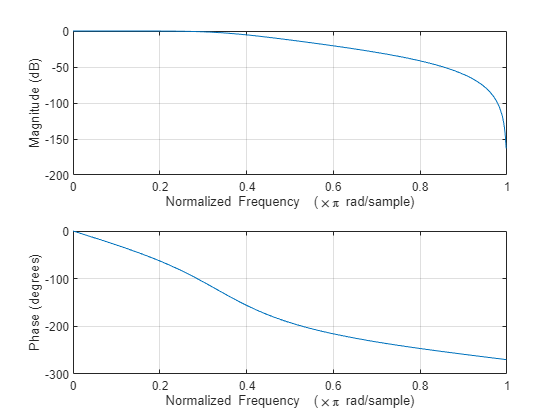 0
-50
-100
-150
-200
Magnitude (dB)
0 0.2 0.4 0.6 0.8 1
Normalized Frequency (×π rad/sample)
0
-100
-200
-300
Phase (degrees)
0 0.2 0.4 0.6 0.8 1
Normalized Frequency (×π rad/sample)